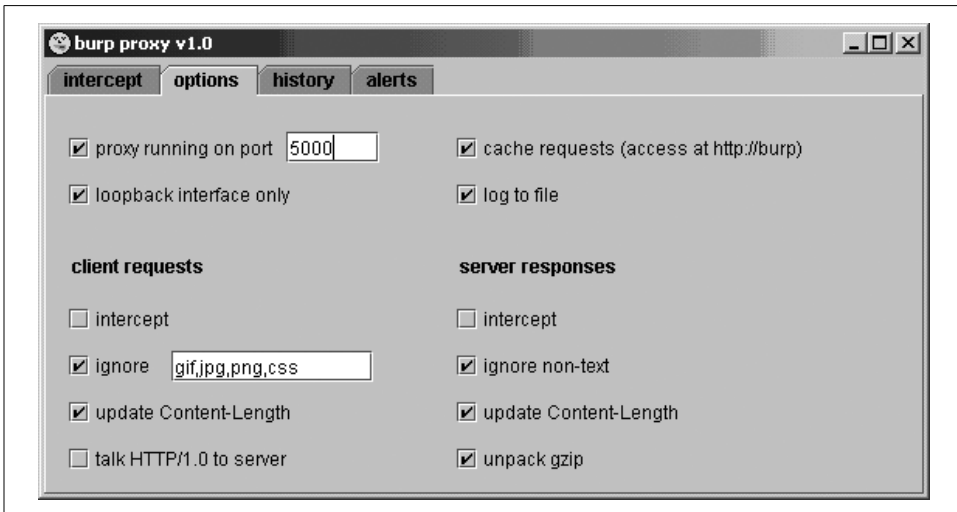 burp proxy v1.0
intercept options history alerts
proxy running on port 5000 cache requests (access at http://burp)
loopback interface only log to file
client requests server responses
intercept intercept
ignore gif,jpg,png,css ignore non-text
update Content-Length update Content-Length
talk HTTP/1.0 to server unpack gzip